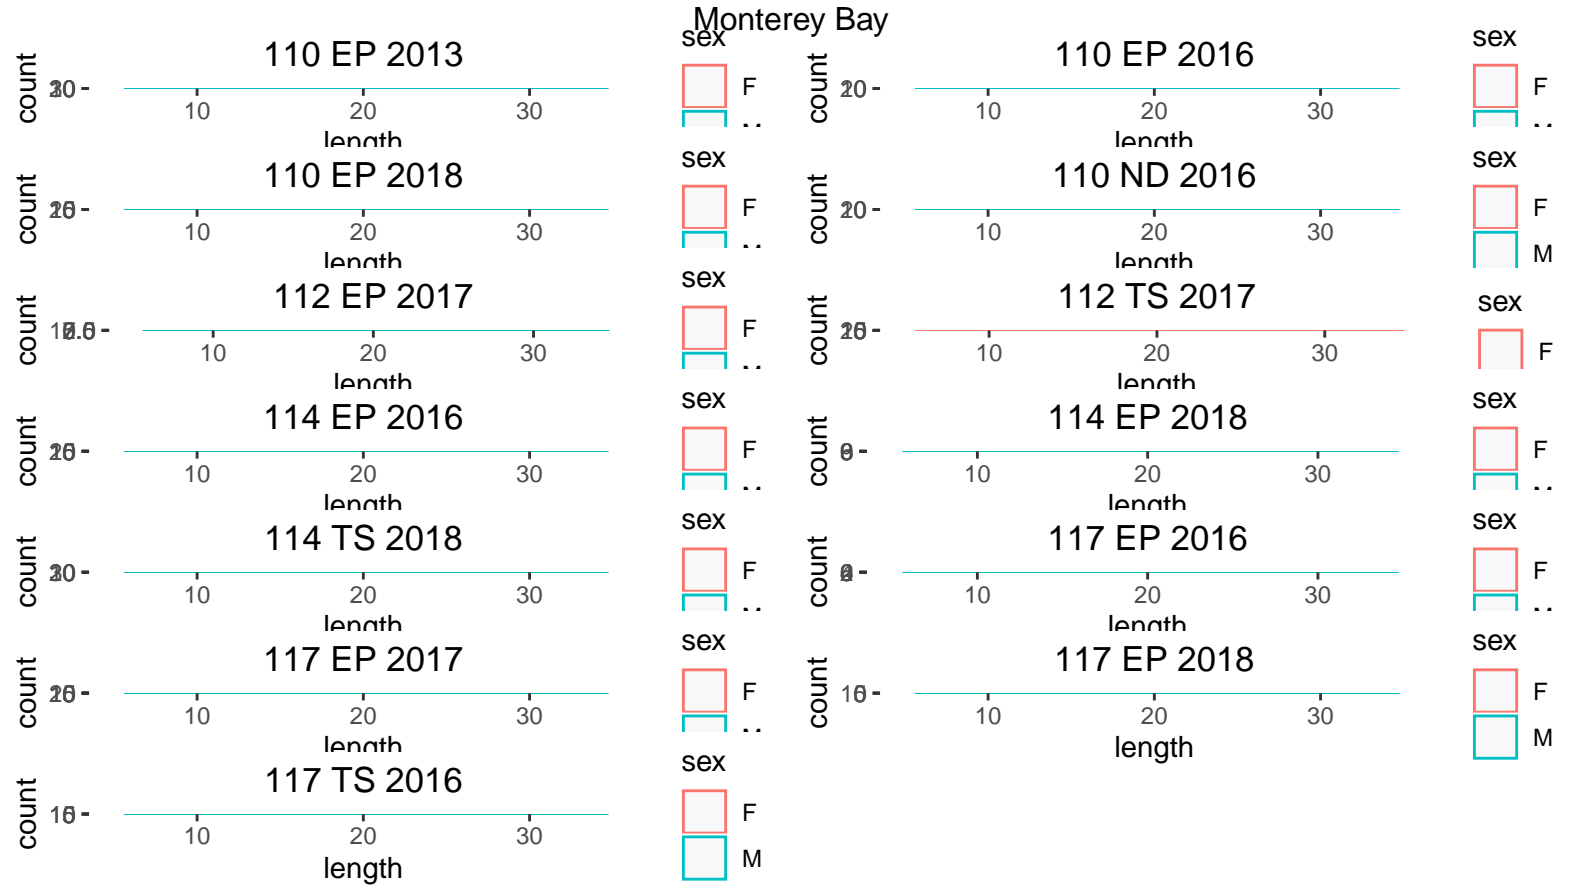 Monterey Bay
110 EP 2013
count
10 20 30
length
sex
F
110 EP 2016
count
10 20 30
length
sex
F
110 EP 2018
count
10 20 30
length
sex
F
110 ND 2016
count
10 20 30
length
sex
F
M
112 EP 2017
count
10 20 30
length
sex
F
112 TS 2017
count
10 20 30
length
sex
F
114 EP 2016
count
10 20 30
length
sex
F
114 EP 2018
count
10 20 30
length
sex
F
114 TS 2018
count
10 20 30
length
sex
F
117 EP 2016
count
10 20 30
length
sex
F
117 EP 2017
count
10 20 30
length
sex
F
117 EP 2018
count
10 20 30
length
sex
F
M
117 TS 2016
count
10 20 30
length
sex
F
M